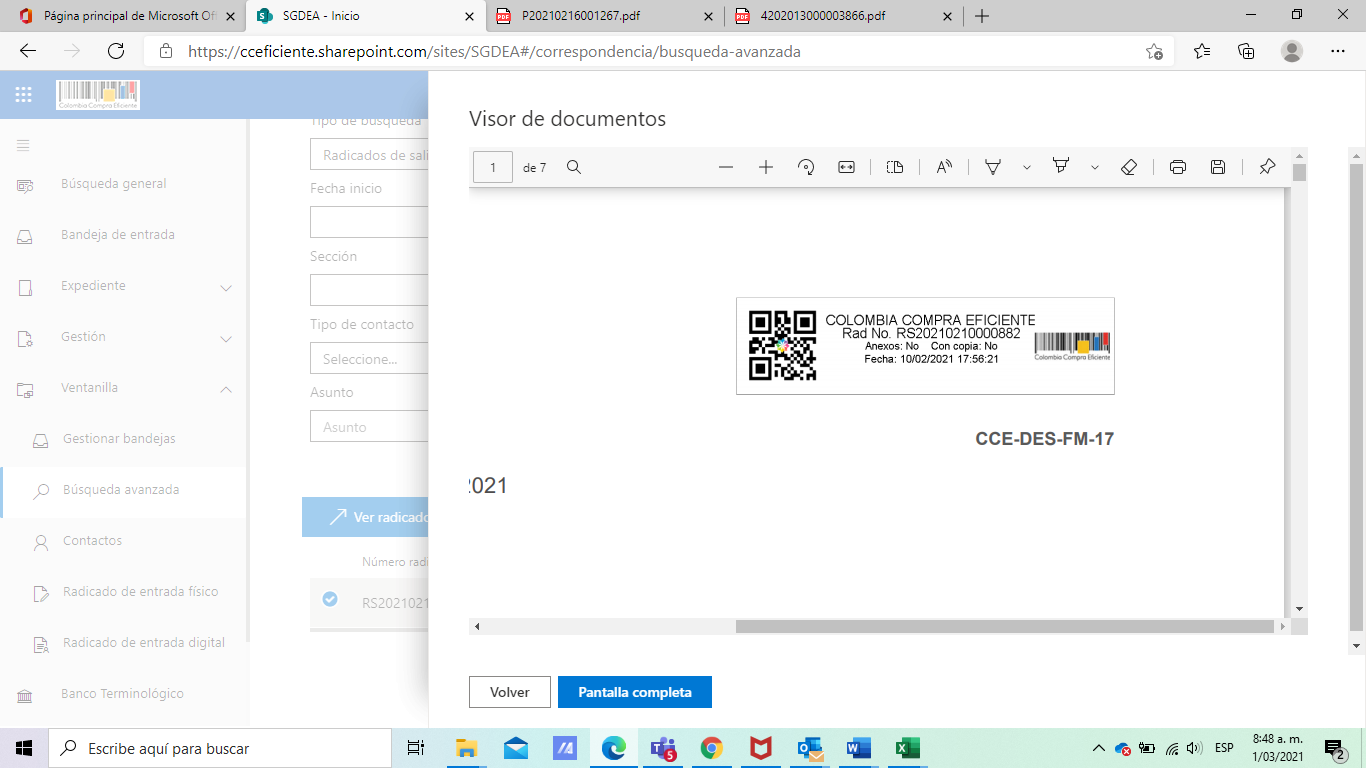 Página principal de Microsoft Of
SGDEA - Inicio
P20210216001267.pdf
4202013000003866.pdf
https://cceficiente.sharepoint.com/sites/SGDEA#/correspondencia/busqueda-avanzada
Colombia Compra Eficiente
Búsqueda general
Bandeja de entrada
Expediente
Gestión
Ventanilla
Gestionar bandejas
Búsqueda avanzada
Contactos
Radicado de entrada físico
Radicado de entrada digital
Banco Terminológico
Tipo de búsqueda
Radicados de sali
Fecha inicio
Sección
Tipo de contacto
Seleccione...
Asunto
Asunto
Ver radicado
Número radi
RS2021021
Visor de documentos
1 de 7
COLOMBIA COMPRA EFICIENTE
Rad No. RS20210210000882
Anexos: No Con copia: No
Fecha: 10/02/2021 17:56:21
Colombia Compra Eficiente
CCE-DES-FM-17
2021
Volver
Pantalla completa
Escribe aquí para buscar
5
ESP
8:48 a. m.
1/03/2021
2